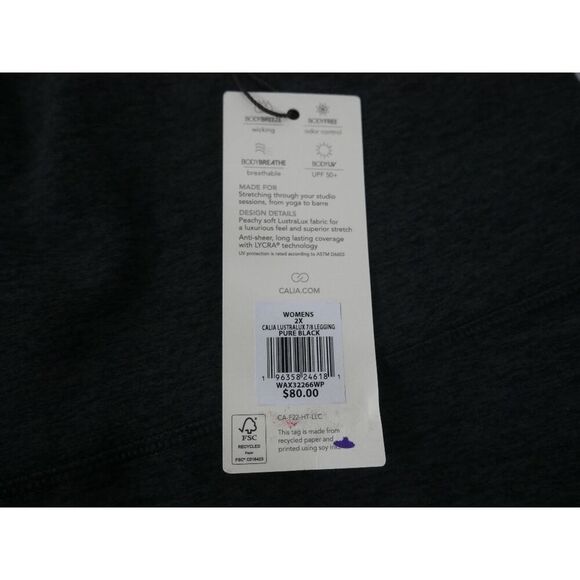 BODYBREEZE
wicking
BODYFREE
odor control
BODYBREATHE
breathable
BODYUV
UPF 50+
MADE FOR
Stretching through your studio
sessions, from yoga to barre
DESIGN DETAILS
Peachy soft LustraLux fabric for
a luxurious feel and superior stretch
Anti-sheer, long lasting coverage
with LYCRA® technology
UV protection is rated according to ASTM D6603
CALIA.COM
WOMENS
2X
CALIA LUSTRALUX 7/8 LEGGING
PURE BLACK
1 96358 24618 1
WAX32266WP
$80.00
CA-F22-HT-LLC
This tag is made from
recycled paper and
printed using soy ink
FSC
RECYCLED
Paper
FSC® C016423